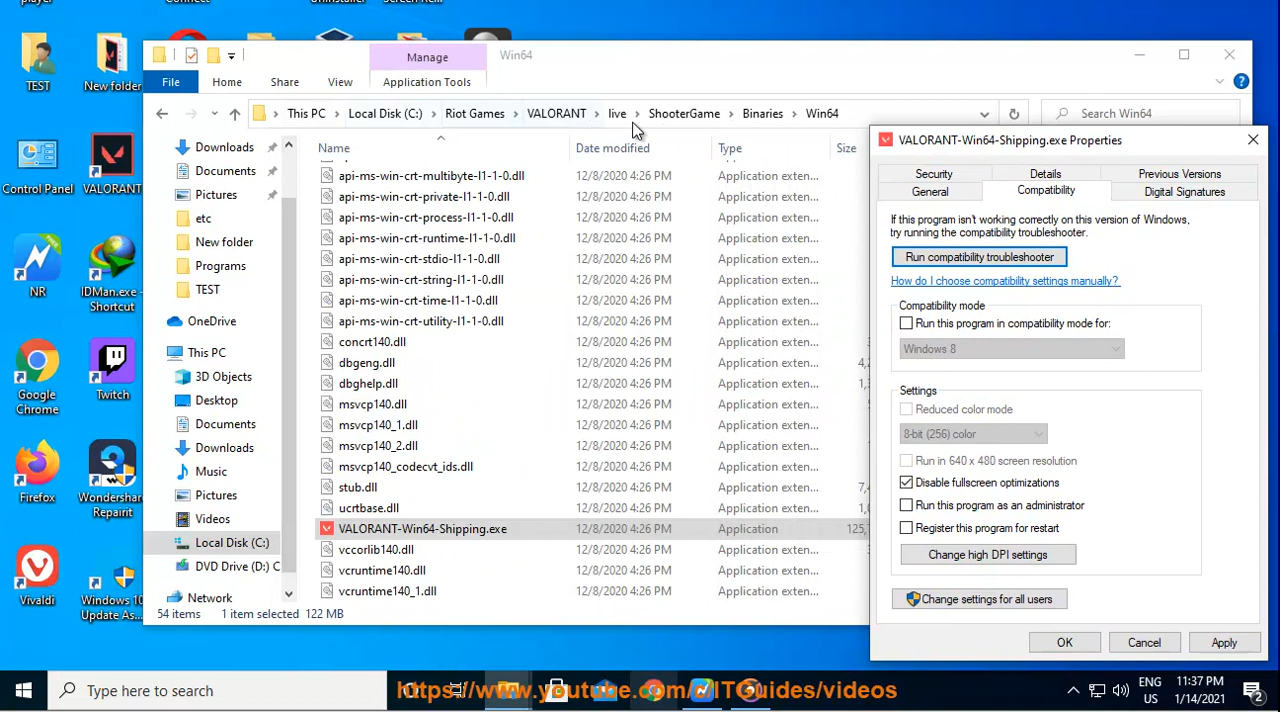 player
Connect
Uninstaller
Screen Re...
TEST
New folder
Control Panel
VALORANT
NR
IDMan.exe - Shortcut
Google Chrome
Twitch
Firefox
Wondershare Repairit
Vivaldi
Windows 10 Update As...
Manage
Win64
File
Home
Share
View
Application Tools
This PC > Local Disk (C:) > Riot Games > VALORANT > live > ShooterGame > Binaries > Win64
Search Win64
Downloads
Documents
Pictures
etc
New folder
Programs
TEST
OneDrive
This PC
3D Objects
Desktop
Documents
Downloads
Music
Pictures
Videos
Local Disk (C:)
DVD Drive (D:) C
Network
Name Date modified Type Size
api-ms-win-crt-multibyte-l1-1-0.dll 12/8/2020 4:26 PM Application exten...
api-ms-win-crt-private-l1-1-0.dll 12/8/2020 4:26 PM Application exten...
api-ms-win-crt-process-l1-1-0.dll 12/8/2020 4:26 PM Application exten...
api-ms-win-crt-runtime-l1-1-0.dll 12/8/2020 4:26 PM Application exten...
api-ms-win-crt-stdio-l1-1-0.dll 12/8/2020 4:26 PM Application exten...
api-ms-win-crt-string-l1-1-0.dll 12/8/2020 4:26 PM Application exten...
api-ms-win-crt-time-l1-1-0.dll 12/8/2020 4:26 PM Application exten...
api-ms-win-crt-utility-l1-1-0.dll 12/8/2020 4:26 PM Application exten...
concrt140.dll 12/8/2020 4:26 PM Application exten...
dbgeng.dll 12/8/2020 4:26 PM Application exten... 4,
dbghelp.dll 12/8/2020 4:26 PM Application exten... 1,
msvcp140.dll 12/8/2020 4:26 PM Application exten...
msvcp140_1.dll 12/8/2020 4:26 PM Application exten...
msvcp140_2.dll 12/8/2020 4:26 PM Application exten...
msvcp140_codecvt_ids.dll 12/8/2020 4:26 PM Application exten...
stub.dll 12/8/2020 4:26 PM Application exten... 7,
ucrtbase.dll 12/8/2020 4:26 PM Application exten...
VALORANT-Win64-Shipping.exe 12/8/2020 4:26 PM Application 125,
vccorlib140.dll 12/8/2020 4:26 PM Application exten...
vcruntime140.dll 12/8/2020 4:26 PM Application exten...
vcruntime140_1.dll 12/8/2020 4:26 PM Application exten...
54 items 1 item selected 122 MB
VALORANT-Win64-Shipping.exe Properties
Security Details Previous Versions
General Compatibility Digital Signatures
If this program isn't working correctly on this version of Windows,
try running the compatibility troubleshooter.
Run compatibility troubleshooter
How do I choose compatibility settings manually?
Compatibility mode
Run this program in compatibility mode for:
Windows 8
Settings
Reduced color mode
8-bit (256) color
Run in 640 x 480 screen resolution
Disable fullscreen optimizations
Run this program as an administrator
Register this program for restart
Change high DPI settings
Change settings for all users
OK Cancel Apply
Type here to search
https://www.youtube.com/c/ITGuides/videos
ENG
US
11:37 PM
1/14/2021
2